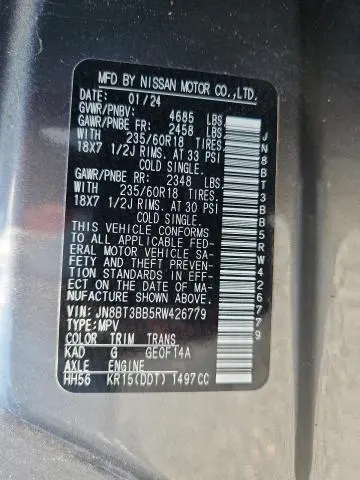 MFD BY NISSAN MOTOR CO.,LTD.
DATE: 01/24
GVWR/PNBV: 4685 LBS
GAWR/PNBE FR: 2458 LBS
WITH 235/60R18 TIRES,
18X7 1/2J RIMS, AT 33 PSI
COLD SINGLE.
GAWR/PNBE RR: 2348 LBS
WITH 235/60R18 TIRES,
18X7 1/2J RIMS, AT 30 PSI
COLD SINGLE.
THIS VEHICLE CONFORMS
TO ALL APPLICABLE FED-
ERAL MOTOR VEHICLE SAF-
ETY AND THEFT PREVEN-
TION STANDARDS IN EFF-
ECT ON THE DATE OF MA-
NUFACTURE SHOWN ABOVE.
VIN: JN8BT3BB5RW426779
TYPE: MPV
COLOR TRIM TRANS
KAD G GE0F14A
AXLE ENGINE
HH56 KR15(DDT) 1497CC
JN8BT3BB5RW426779